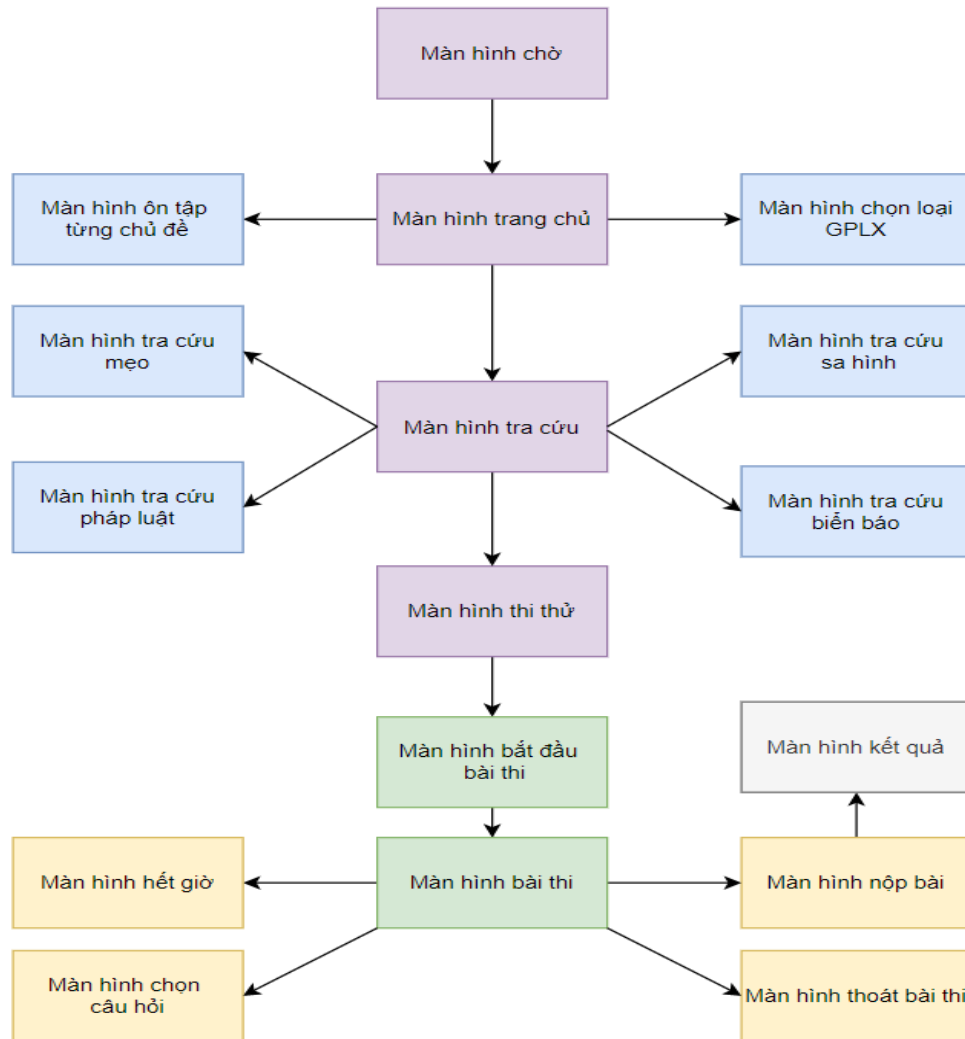 Màn hình chờ
Màn hình ôn tập
từng chủ đề
Màn hình trang chủ
Màn hình chọn loại
GPLX
Màn hình tra cứu
mẹo
Màn hình tra cứu
sa hình
Màn hình tra cứu
Màn hình tra cứu
pháp luật
Màn hình tra cứu
biển báo
Màn hình thi thử
Màn hình bắt đầu
bài thi
Màn hình kết quả
Màn hình hết giờ
Màn hình bài thi
Màn hình nộp bài
Màn hình chọn
câu hỏi
Màn hình thoát bài thi